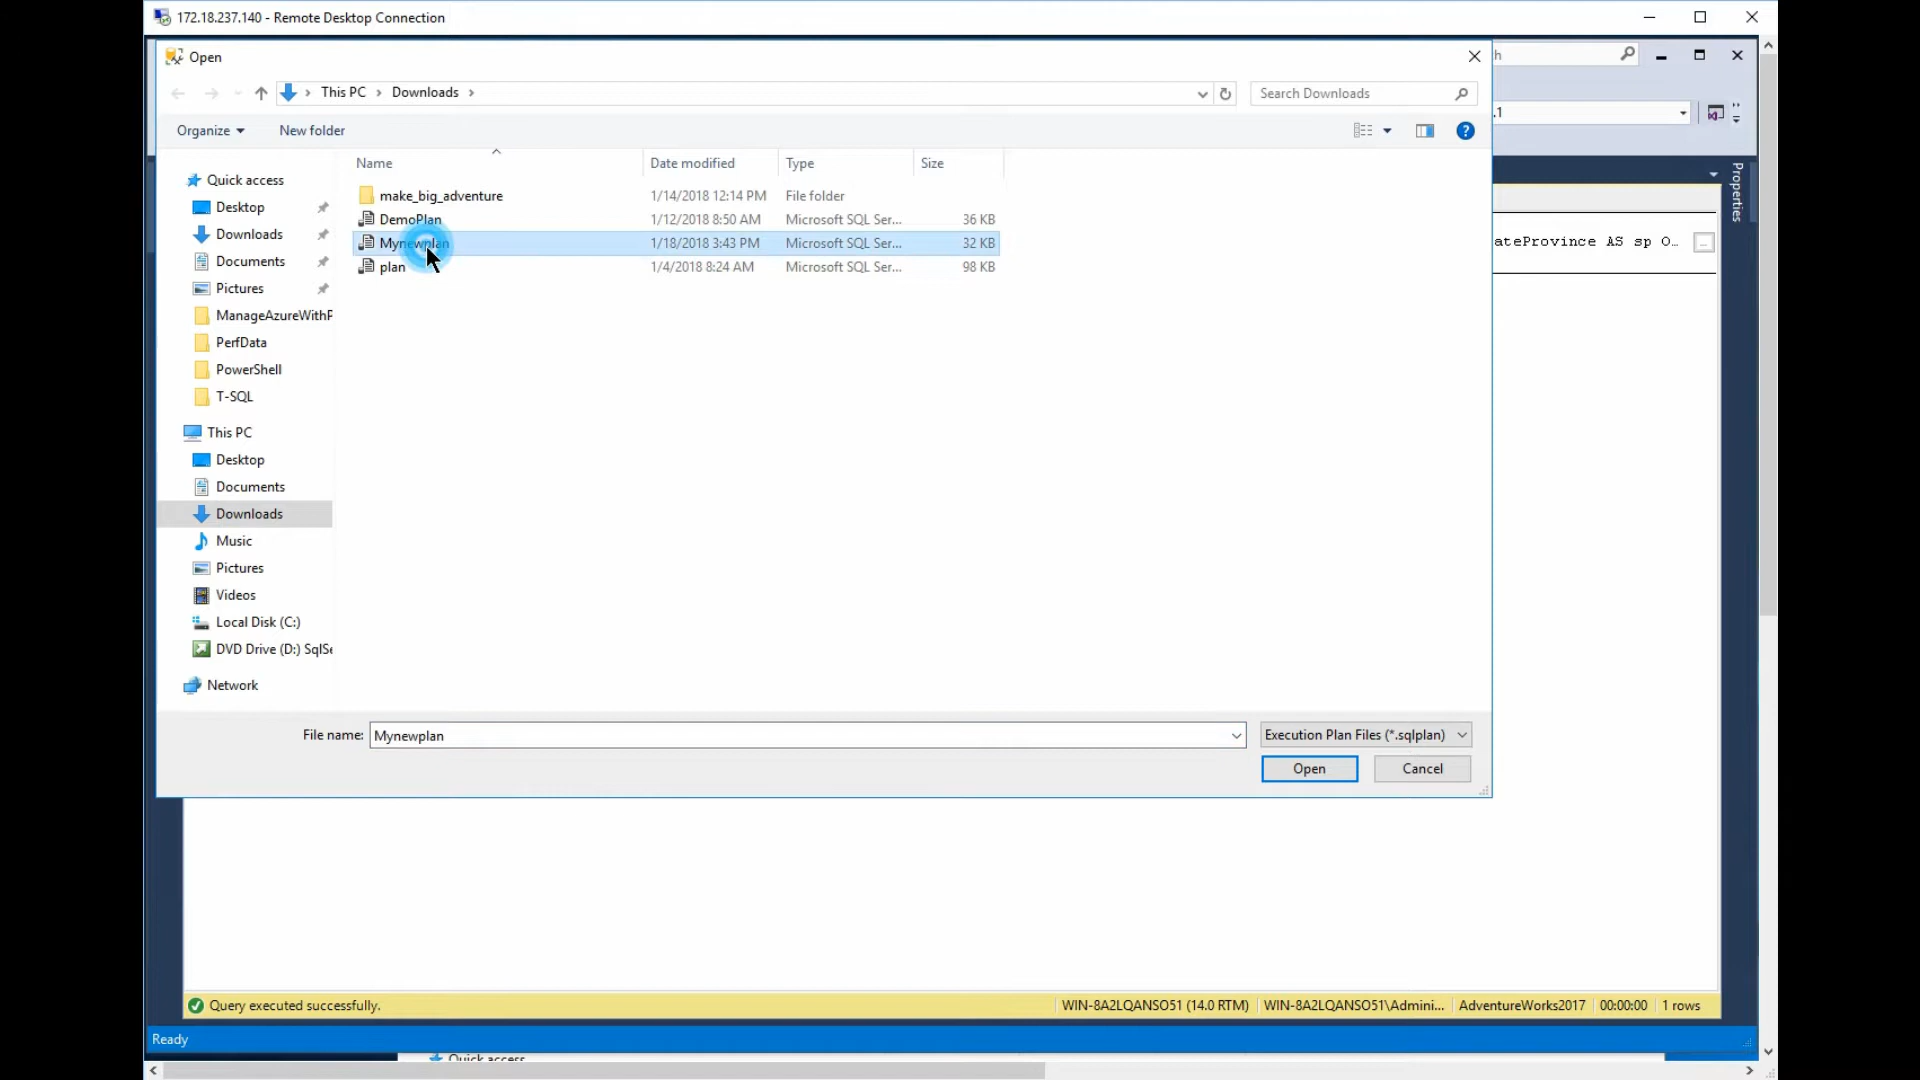 172.18.237.140 - Remote Desktop Connection
Open
This PC > Downloads >
Search Downloads
Organize
New folder
Name Date modified Type Size
make_big_adventure 1/14/2018 12:14 PM File folder
DemoPlan 1/12/2018 8:50 AM Microsoft SQL Ser... 36 KB
Mynewplan 1/18/2018 3:43 PM Microsoft SQL Ser... 32 KB
plan 1/4/2018 8:24 AM Microsoft SQL Ser... 98 KB
Quick access
Desktop
Downloads
Documents
Pictures
ManageAzureWithP
PerfData
PowerShell
T-SQL
This PC
Desktop
Documents
Downloads
Music
Pictures
Videos
Local Disk (C:)
DVD Drive (D:) SqlSe
Network
File name: Mynewplan
Execution Plan Files (*.sqlplan)
Open Cancel
h
.1
Properties
ateProvince AS sp O...
Query executed successfully.
WIN-8A2LQANSO51 (14.0 RTM) WIN-8A2LQANSO51\Admini... AdventureWorks2017 00:00:00 1 rows
Ready
Quick access